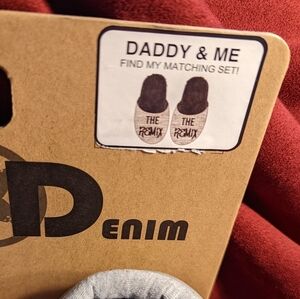 DADDY & ME
FIND MY MATCHING SET!
THE THE
REMIX REMIX
DENIM